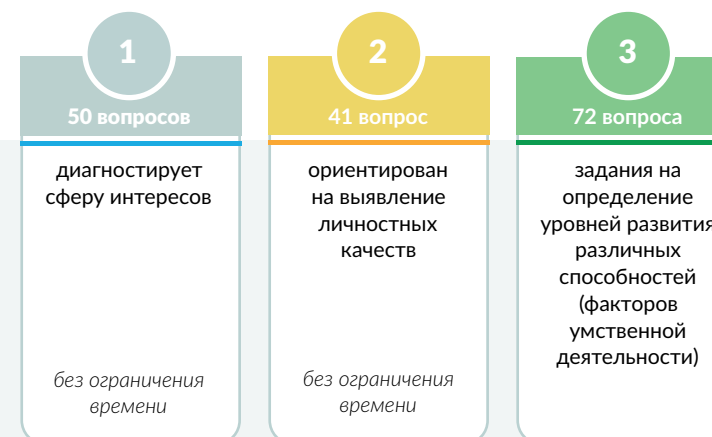 1
50 вопросов
диагностирует
сферу интересов
без ограничения
времени
2
41 вопрос
ориентирован
на выявление
личностных
качеств
без ограничения
времени
3
72 вопроса
задания на
определение
уровней развития
различных
способностей
(факторов
умственной
деятельности)